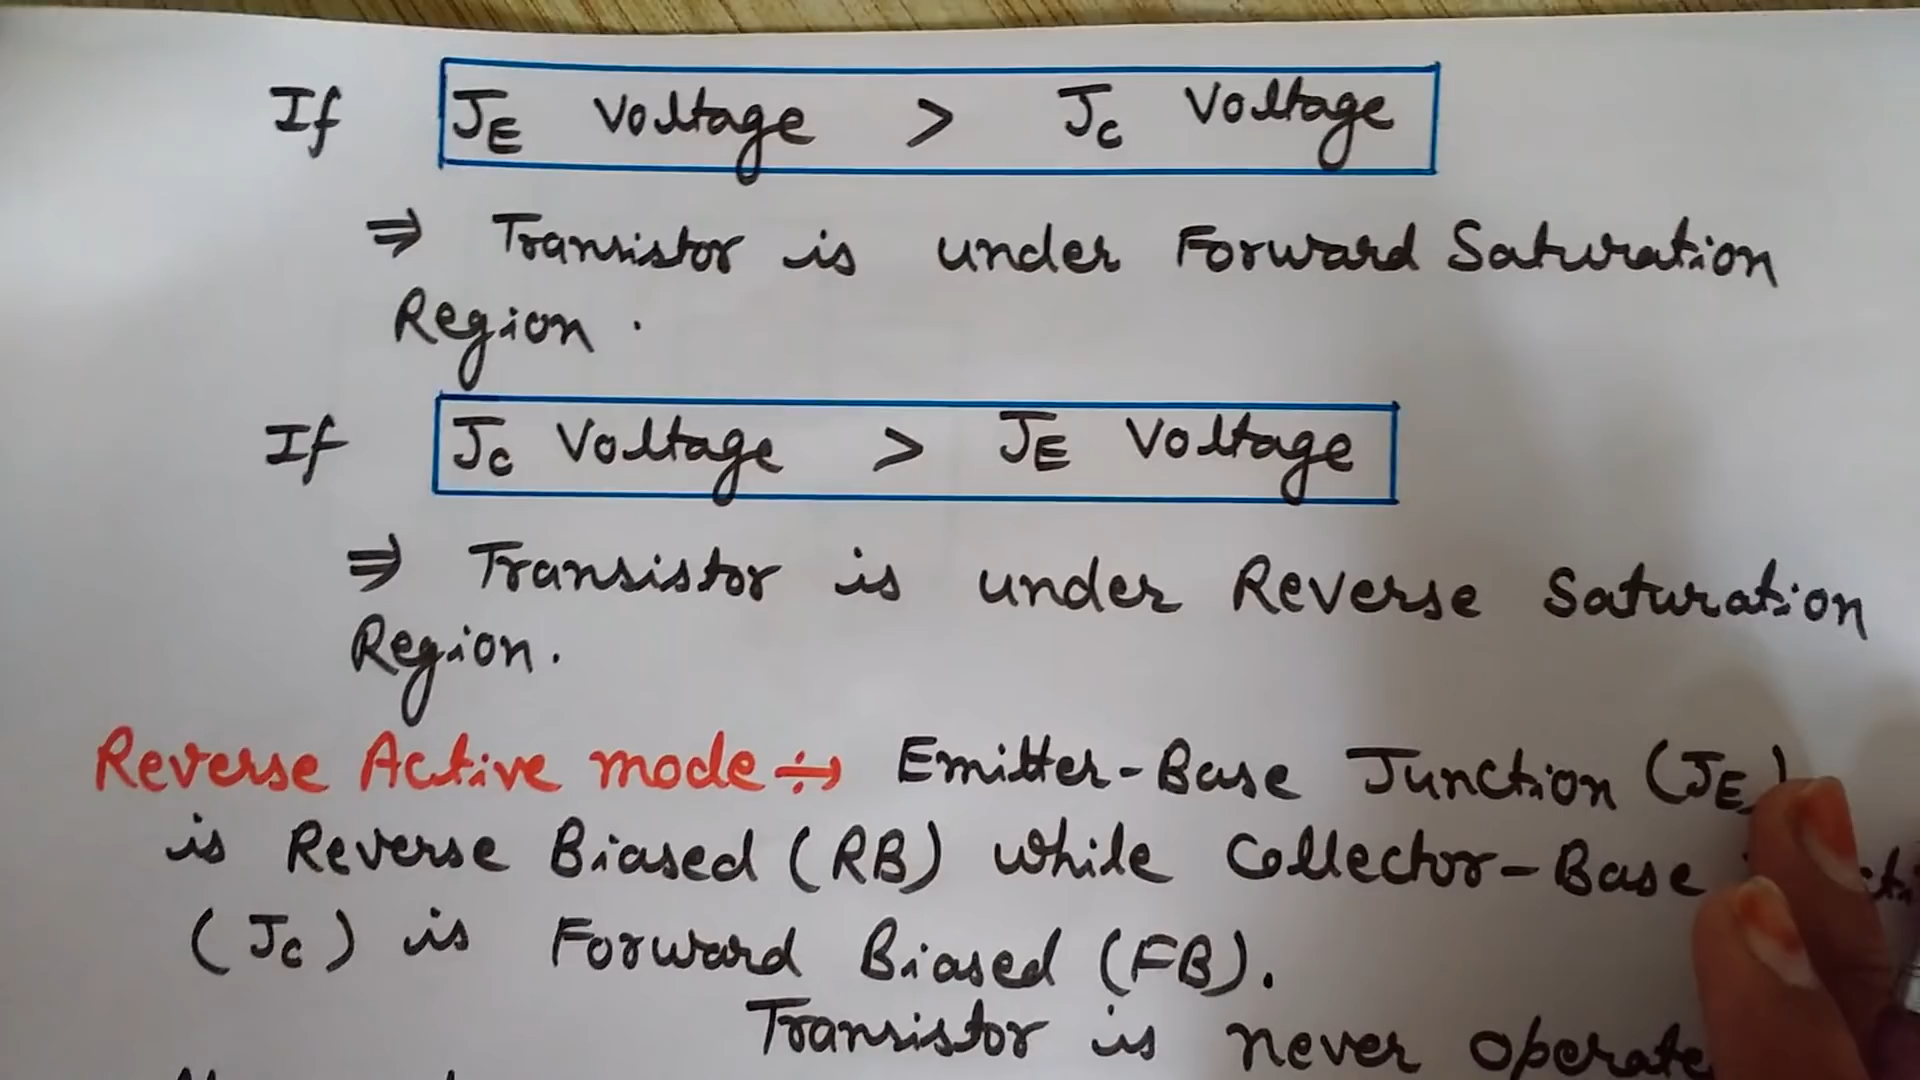 If J_E Voltage > J_C Voltage
⇒ Transistor is under Forward Saturation
Region.
If J_C Voltage > J_E Voltage
⇒ Transistor is under Reverse Saturation
Region.
Reverse Active mode ÷→ Emitter-Base Junction (J_E)
is Reverse Biased (RB) while Collector-Base
(J_C) is Forward Biased (FB).
Transistor is never operate